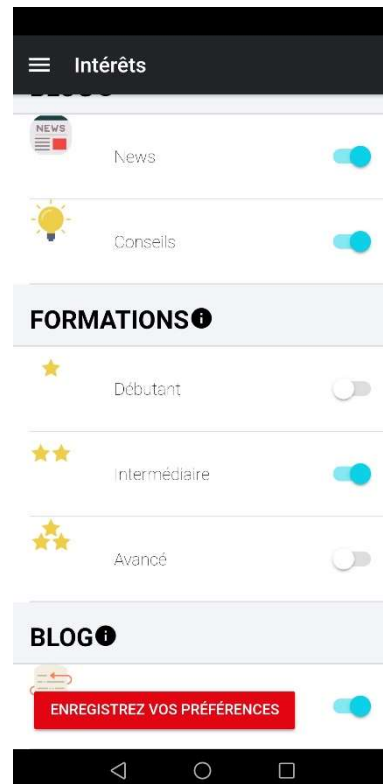 Intérêts
NEWS
News
Conseils
FORMATIONS
Débutant
Intermédiaire
Avancé
BLOG
ENREGISTREZ VOS PRÉFÉRENCES